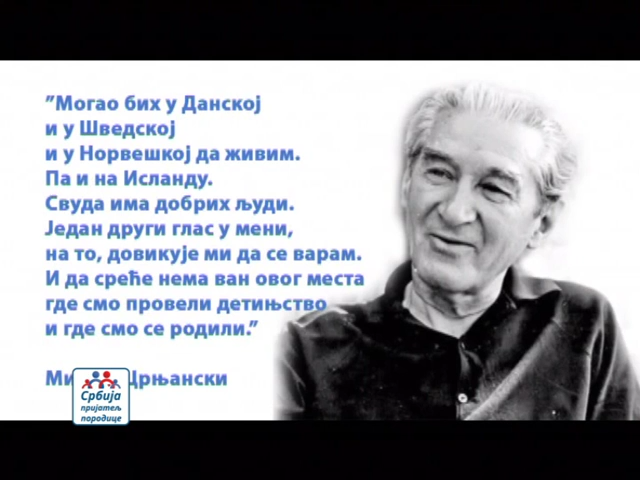 ”Могао бих у Данској
и у Шведској
и у Норвешкој да живим.
Па и на Исланду.
Свуда има добрих људи.
Један други глас у мени,
на то, довикује ми да се варам.
И да среће нема ван овог места
где смо провели детињство
и где смо се родили.”
Црњански
Србија
пријатељ
породице